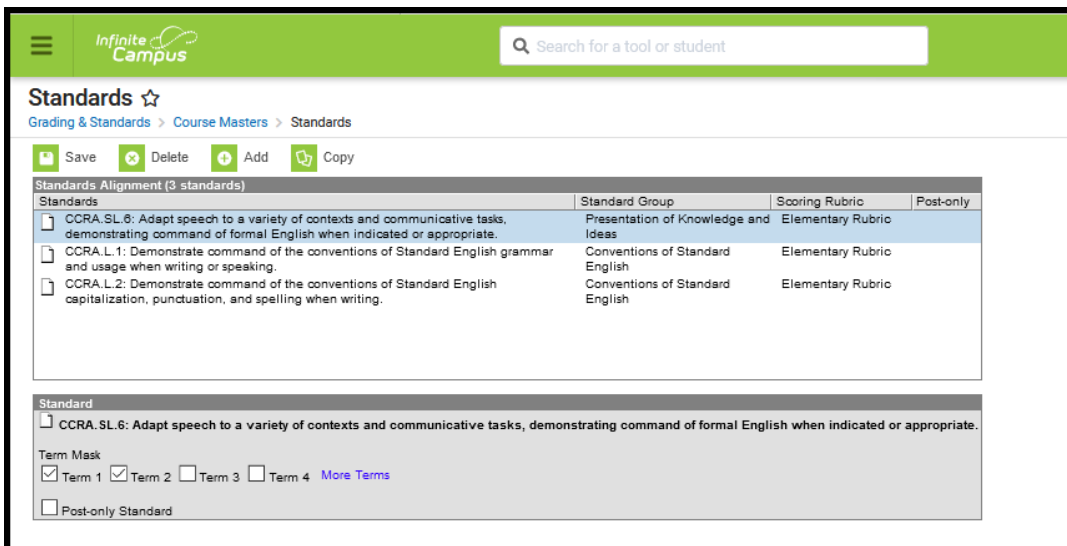 Infinite Campus
Search for a tool or student
Standards
Grading & Standards > Course Masters > Standards
Save Delete Add Copy
Standards Alignment (3 standards)
Standards Standard Group Scoring Rubric Post-only
CCRA.SL.6: Adapt speech to a variety of contexts and communicative tasks, Presentation of Knowledge and Elementary Rubric
demonstrating command of formal English when indicated or appropriate. Ideas
CCRA.L.1: Demonstrate command of the conventions of Standard English grammar Conventions of Standard Elementary Rubric
and usage when writing or speaking. English
CCRA.L.2: Demonstrate command of the conventions of Standard English Conventions of Standard Elementary Rubric
capitalization, punctuation, and spelling when writing. English
Standard
CCRA.SL.6: Adapt speech to a variety of contexts and communicative tasks, demonstrating command of formal English when indicated or appropriate.
Term Mask
Term 1 Term 2 Term 3 Term 4 More Terms
Post-only Standard